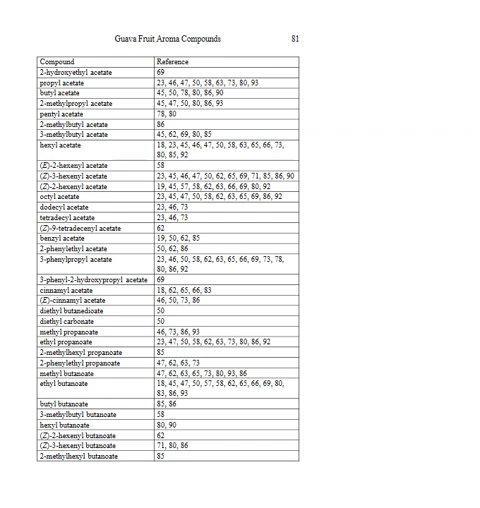 Guava Fruit Aroma Compounds 81
Compound Reference
2-hydroxyethyl acetate 69
propyl acetate 23, 46, 47, 50, 58, 63, 73, 80, 93
butyl acetate 45, 50, 78, 80, 86, 90
2-methylpropyl acetate 45, 47, 50, 80, 86, 93
pentyl acetate 78, 80
2-methylbutyl acetate 86
3-methylbutyl acetate 45, 62, 69, 80, 85
hexyl acetate 18, 23, 45, 46, 47, 50, 58, 63, 65, 66, 73,
80, 85, 92
(E)-2-hexenyl acetate 58
(Z)-3-hexenyl acetate 23, 45, 46, 47, 50, 62, 65, 69, 71, 85, 86, 90
(Z)-2-hexenyl acetate 19, 45, 57, 58, 62, 63, 66, 69, 80, 92
octyl acetate 23, 45, 47, 50, 58, 62, 63, 65, 69, 86, 92
dodecyl acetate 23, 46, 73
tetradecyl acetate 23, 46, 73
(Z)-9-tetradecenyl acetate 62
benzyl acetate 19, 50, 62, 85
2-phenylethyl acetate 50, 62, 86
3-phenylpropyl acetate 23, 46, 50, 58, 62, 63, 65, 66, 69, 73, 78,
80, 86, 92
3-phenyl-2-hydroxypropyl acetate 69
cinnamyl acetate 18, 62, 65, 66, 83
(E)-cinnamyl acetate 46, 50, 73, 86
diethyl butanedioate 50
diethyl carbonate 50
methyl propanoate 46, 73, 86, 93
ethyl propanoate 23, 47, 50, 58, 62, 63, 73, 80, 86, 92
2-methylhexyl propanoate 85
2-phenylethyl propanoate 47, 62, 63, 73
methyl butanoate 47, 62, 63, 65, 73, 80, 93, 86
ethyl butanoate 18, 45, 47, 50, 57, 58, 62, 65, 66, 69, 80,
83, 86, 93
butyl butanoate 85, 86
3-methylbutyl butanoate 58
hexyl butanoate 80, 90
(Z)-2-hexenyl butanoate 62
(Z)-3-hexenyl butanoate 71, 80, 86
2-methylhexyl butanoate 85